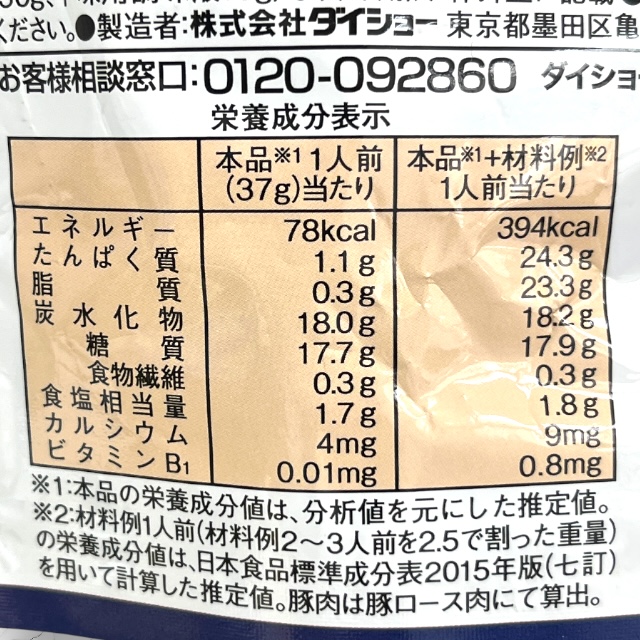 ください。●製造者:株式会社ダイショー 東京都墨田区亀
お客様相談窓口:0120-092860 ダイショー
栄養成分表示
本品※1 1人前(37g)当たり 本品※1+材料例※2 1人前当たり
エネルギー 78kcal 394kcal
たんぱく質 1.1g 24.3g
脂質 0.3g 23.3g
炭水化物 18.0g 18.2g
糖質 17.7g 17.9g
食物繊維 0.3g 0.3g
食塩相当量 1.7g 1.8g
カルシウム 4mg 9mg
ビタミンB1 0.01mg 0.8mg
※1:本品の栄養成分値は、分析値を元にした推定値。
※2:材料例1人前(材料例2〜3人前を2.5で割った重量)
の栄養成分値は、日本食品標準成分表2015年版(七訂)
を用いて計算した推定値。豚肉は豚ロース肉にて算出。